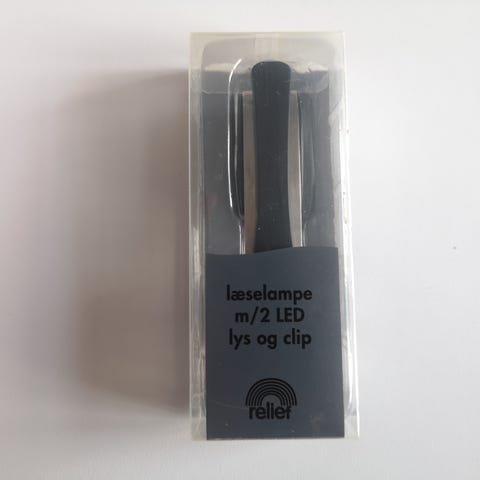 læselampe
m/2 LED
lys og clip
relief